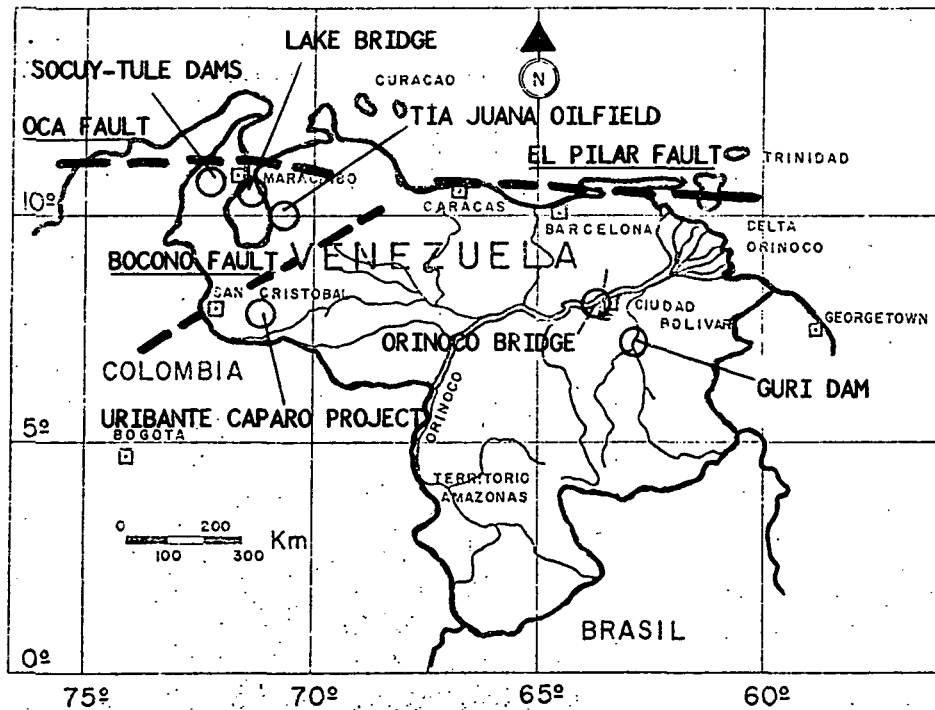 LAKE BRIDGE
SOCUY-TULE DAMS
CURACAO
N
TIA JUANA OILFIELD
OCA FAULT
EL PILAR FAULT
TRINIDAD
MARACAIBO
10º
CARACAS
BARCELONA
DELTA
ORINOCO
VENEZUELA
BOCONO FAULT
SAN CRISTOBAL
CIUDAD
BOLIVAR
GEORGETOWN
ORINOCO BRIDGE
COLOMBIA
GURI DAM
URIBANTE CAPARO PROJECT
ORINOCO
BOGOTA
5º
TERRITORIO
AMAZONAS
0 200 Km
100 300
BRASIL
0º
75º 70º 65º 60º